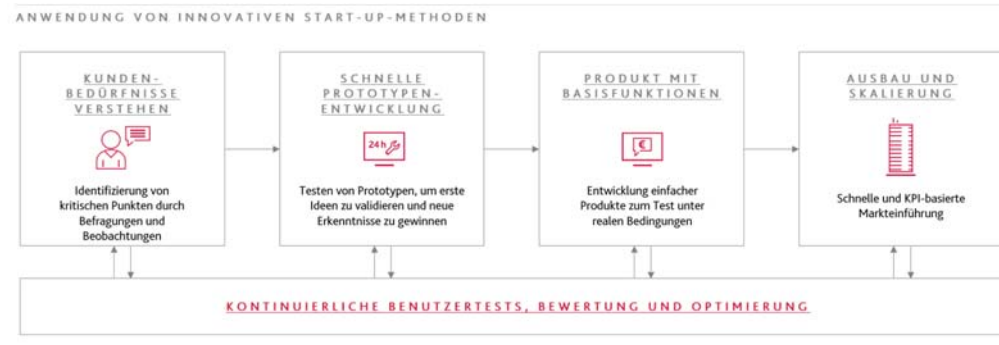 ANWENDUNG VON INNOVATIVEN START-UP-METHODEN
KUNDEN-
BEDÜRFNISSE
VERSTEHEN
Identifizierung von
kritischen Punkten durch
Befragungen und
Beobachtungen
SCHNELLE
PROTOTYPEN-
ENTWICKLUNG
24h
Testen von Prototypen, um erste
Ideen zu validieren und neue
Erkenntnisse zu gewinnen
PRODUKT MIT
BASISFUNKTIONEN
€
Entwicklung einfacher
Produkte zum Test unter
realen Bedingungen
AUSBAU UND
SKALIERUNG
Schnelle und KPI-basierte
Markteinführung
KONTINUIERLICHE BENUTZERTESTS, BEWERTUNG UND OPTIMIERUNG